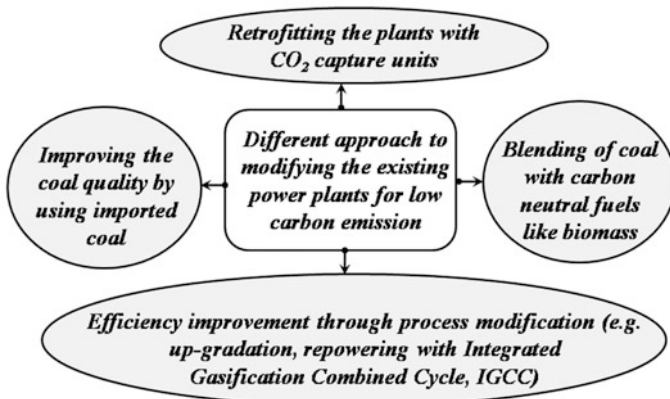 Retrofitting the plants with
CO₂ capture units
Improving the
coal quality by
using imported
coal
Different approach to
modifying the existing
power plants for low
carbon emission
Blending of coal
with carbon
neutral fuels
like biomass
Efficiency improvement through process modification (e.g.
up-gradation, repowering with Integrated
Gasification Combined Cycle, IGCC)